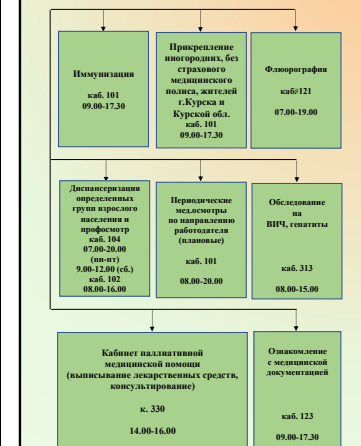 Иммунизация
каб. 101
09.00-17.30
Прикрепление
иногородних, без
страхового
медицинского
полиса, жителей
г.Курска и
Курской обл.
каб. 101
09.00-17.30
Флюорография
каб.121
07.00-19.00
Диспансеризация
определенных
групп взрослого
населения и
профосмотр
каб. 104
07.00-20.00
(пн-пт)
9.00-12.00 (сб.)
каб. 102
08.00-16.00
Периодические
мед.осмотры
по направлению
работодателя
(плановые)
каб. 101
08.00-20.00
Обследование
на
ВИЧ, гепатиты
каб. 313
08.00-15.00
Кабинет паллиативной
медицинской помощи
(выписывание лекарственных средств,
консультирование)
к. 330
14.00-16.00
Ознакомление
с медицинской
документацией
каб. 123
09.00-17.30